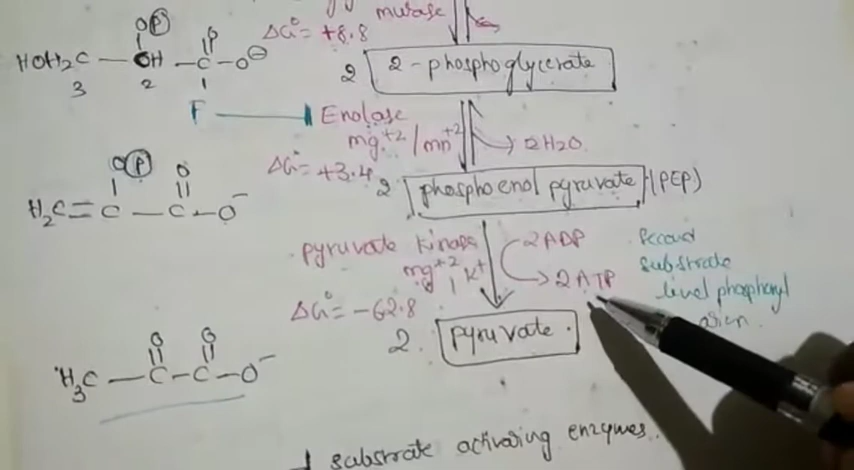 mutase
ΔG°= +8.8
O(P)
O
HOH₂C — CH — C — O⊖
3 2 1
2 2-phosphoglycerate
F
Enolase
mg⁺²/mn⁺²
2H₂O
ΔG°= +3.4
O(P) O
H₂C = C — C — O⁻
2 phosphoenol pyruvate (PEP)
pyruvate kinase
mg⁺², K⁺
2ADP
2ATP
substrate
level phosphoryl
ation.
ΔG°= -62.8
2. pyruvate.
O O
H₃C — C — C — O⁻
substrate activating enzymes.